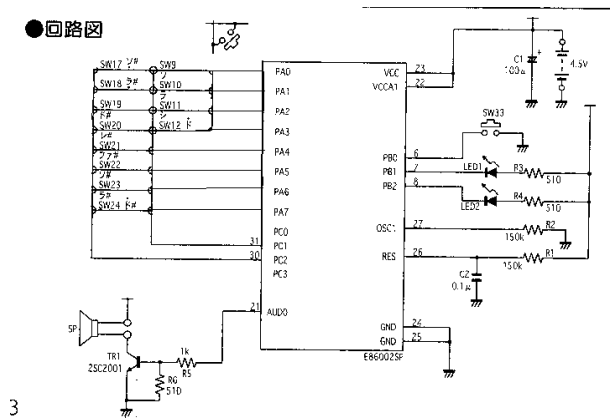 ●回路図
SW17 ソ#
SW9
ソ
SW18 ラ#
SW10
ラ
SW19
ド#
SW11
シ
SW20
レ#
SW12 ド
SW21
ファ#
SW22
ソ#
SW23
ラ#
SW24 ド#
PA0
PA1
PA2
PA3
PA4
PA5
PA6
PA7
PC0
PC1
PC2
PC3
31
30
21
AUDO
VCC
VCCA1
23
22
C1
100μ
+
4.5V
SW33
PB0
PB1
PB2
6
7
8
LED1
LED2
R3
510
R4
510
OSC1
27
R2
150k
RES
26
R1
150k
C2
0.1μ
GND
GND
24
25
E86002SF
SP
TR1
2SC2001
1k
R5
R6
510
3